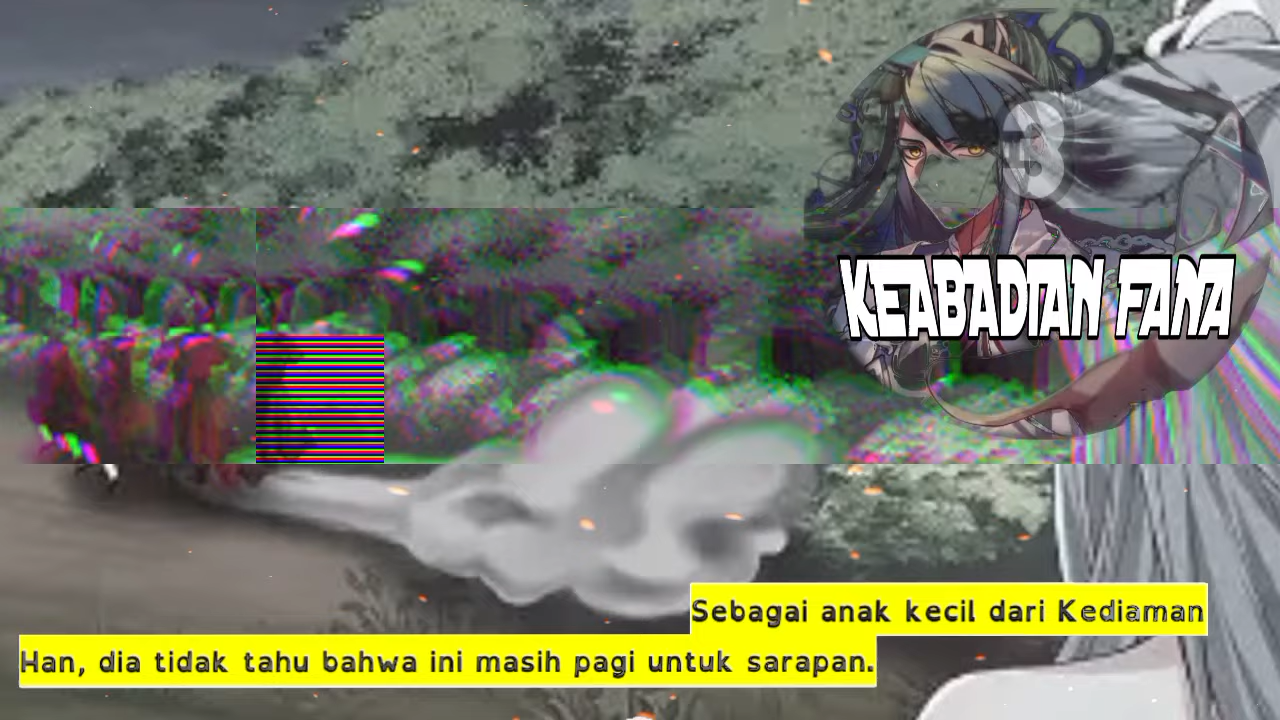 KEABADIAN FANA
Sebagai anak kecil dari Kediaman
Han, dia tidak tahu bahwa ini masih pagi untuk sarapan.